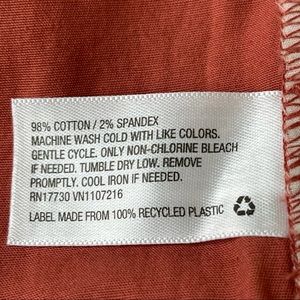 98% COTTON / 2% SPANDEX
MACHINE WASH COLD WITH LIKE COLORS.
GENTLE CYCLE. ONLY NON-CHLORINE BLEACH
IF NEEDED. TUMBLE DRY LOW. REMOVE
PROMPTLY. COOL IRON IF NEEDED.
RN17730 VN1107216
LABEL MADE FROM 100% RECYCLED PLASTIC